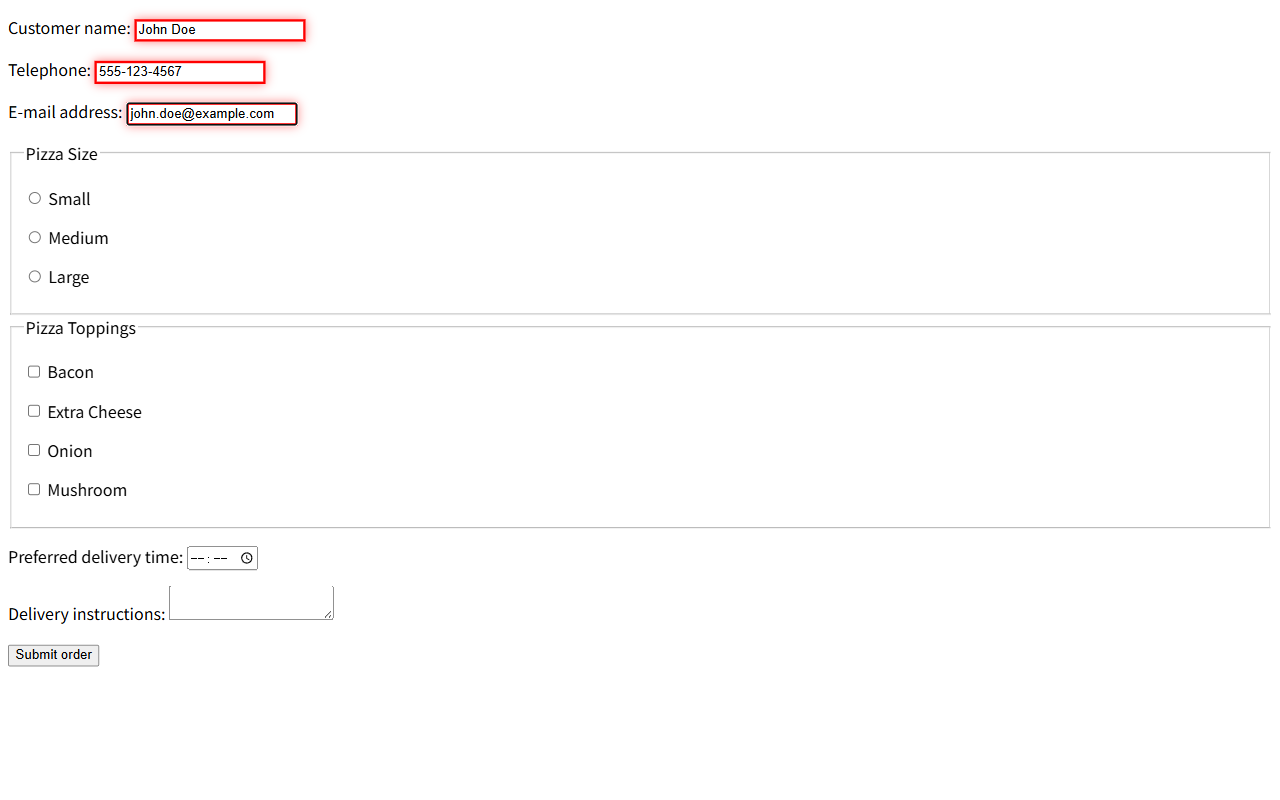 Customer name: John Doe
Telephone: 555-123-4567
E-mail address: john.doe@example.com
Pizza Size
Small
Medium
Large
Pizza Toppings
Bacon
Extra Cheese
Onion
Mushroom
Preferred delivery time: --:--
Delivery instructions:
Submit order